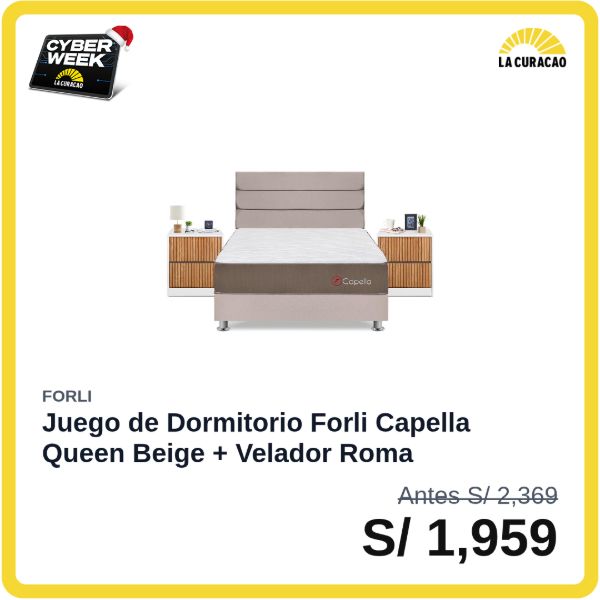 CYBER
WEEK
LA CURACAO
LA CURACAO
Capella
FORLI
Juego de Dormitorio Forli Capella
Queen Beige + Velador Roma
Antes S/ 2,369
S/ 1,959